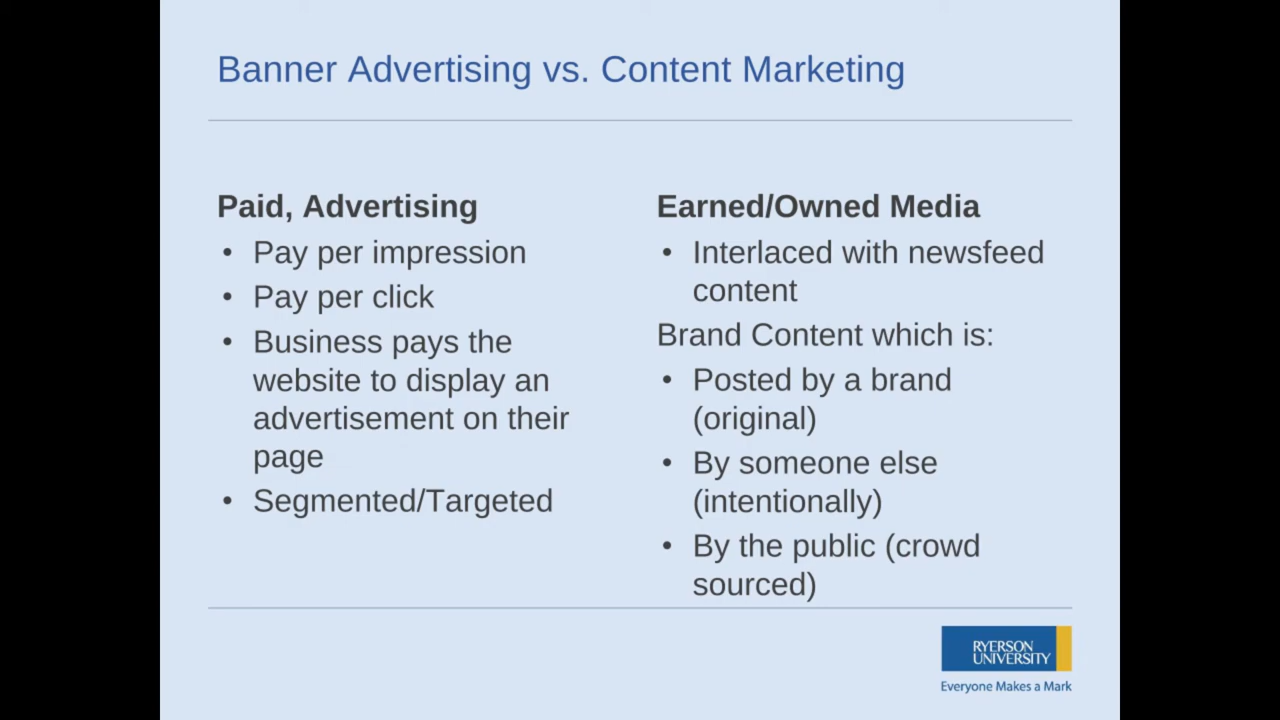 Banner Advertising vs. Content Marketing
Paid, Advertising
• Pay per impression
• Pay per click
• Business pays the
website to display an
advertisement on their
page
• Segmented/Targeted
Earned/Owned Media
• Interlaced with newsfeed
content
Brand Content which is:
• Posted by a brand
(original)
• By someone else
(intentionally)
• By the public (crowd
sourced)
RYERSON
UNIVERSITY
Everyone Makes a Mark